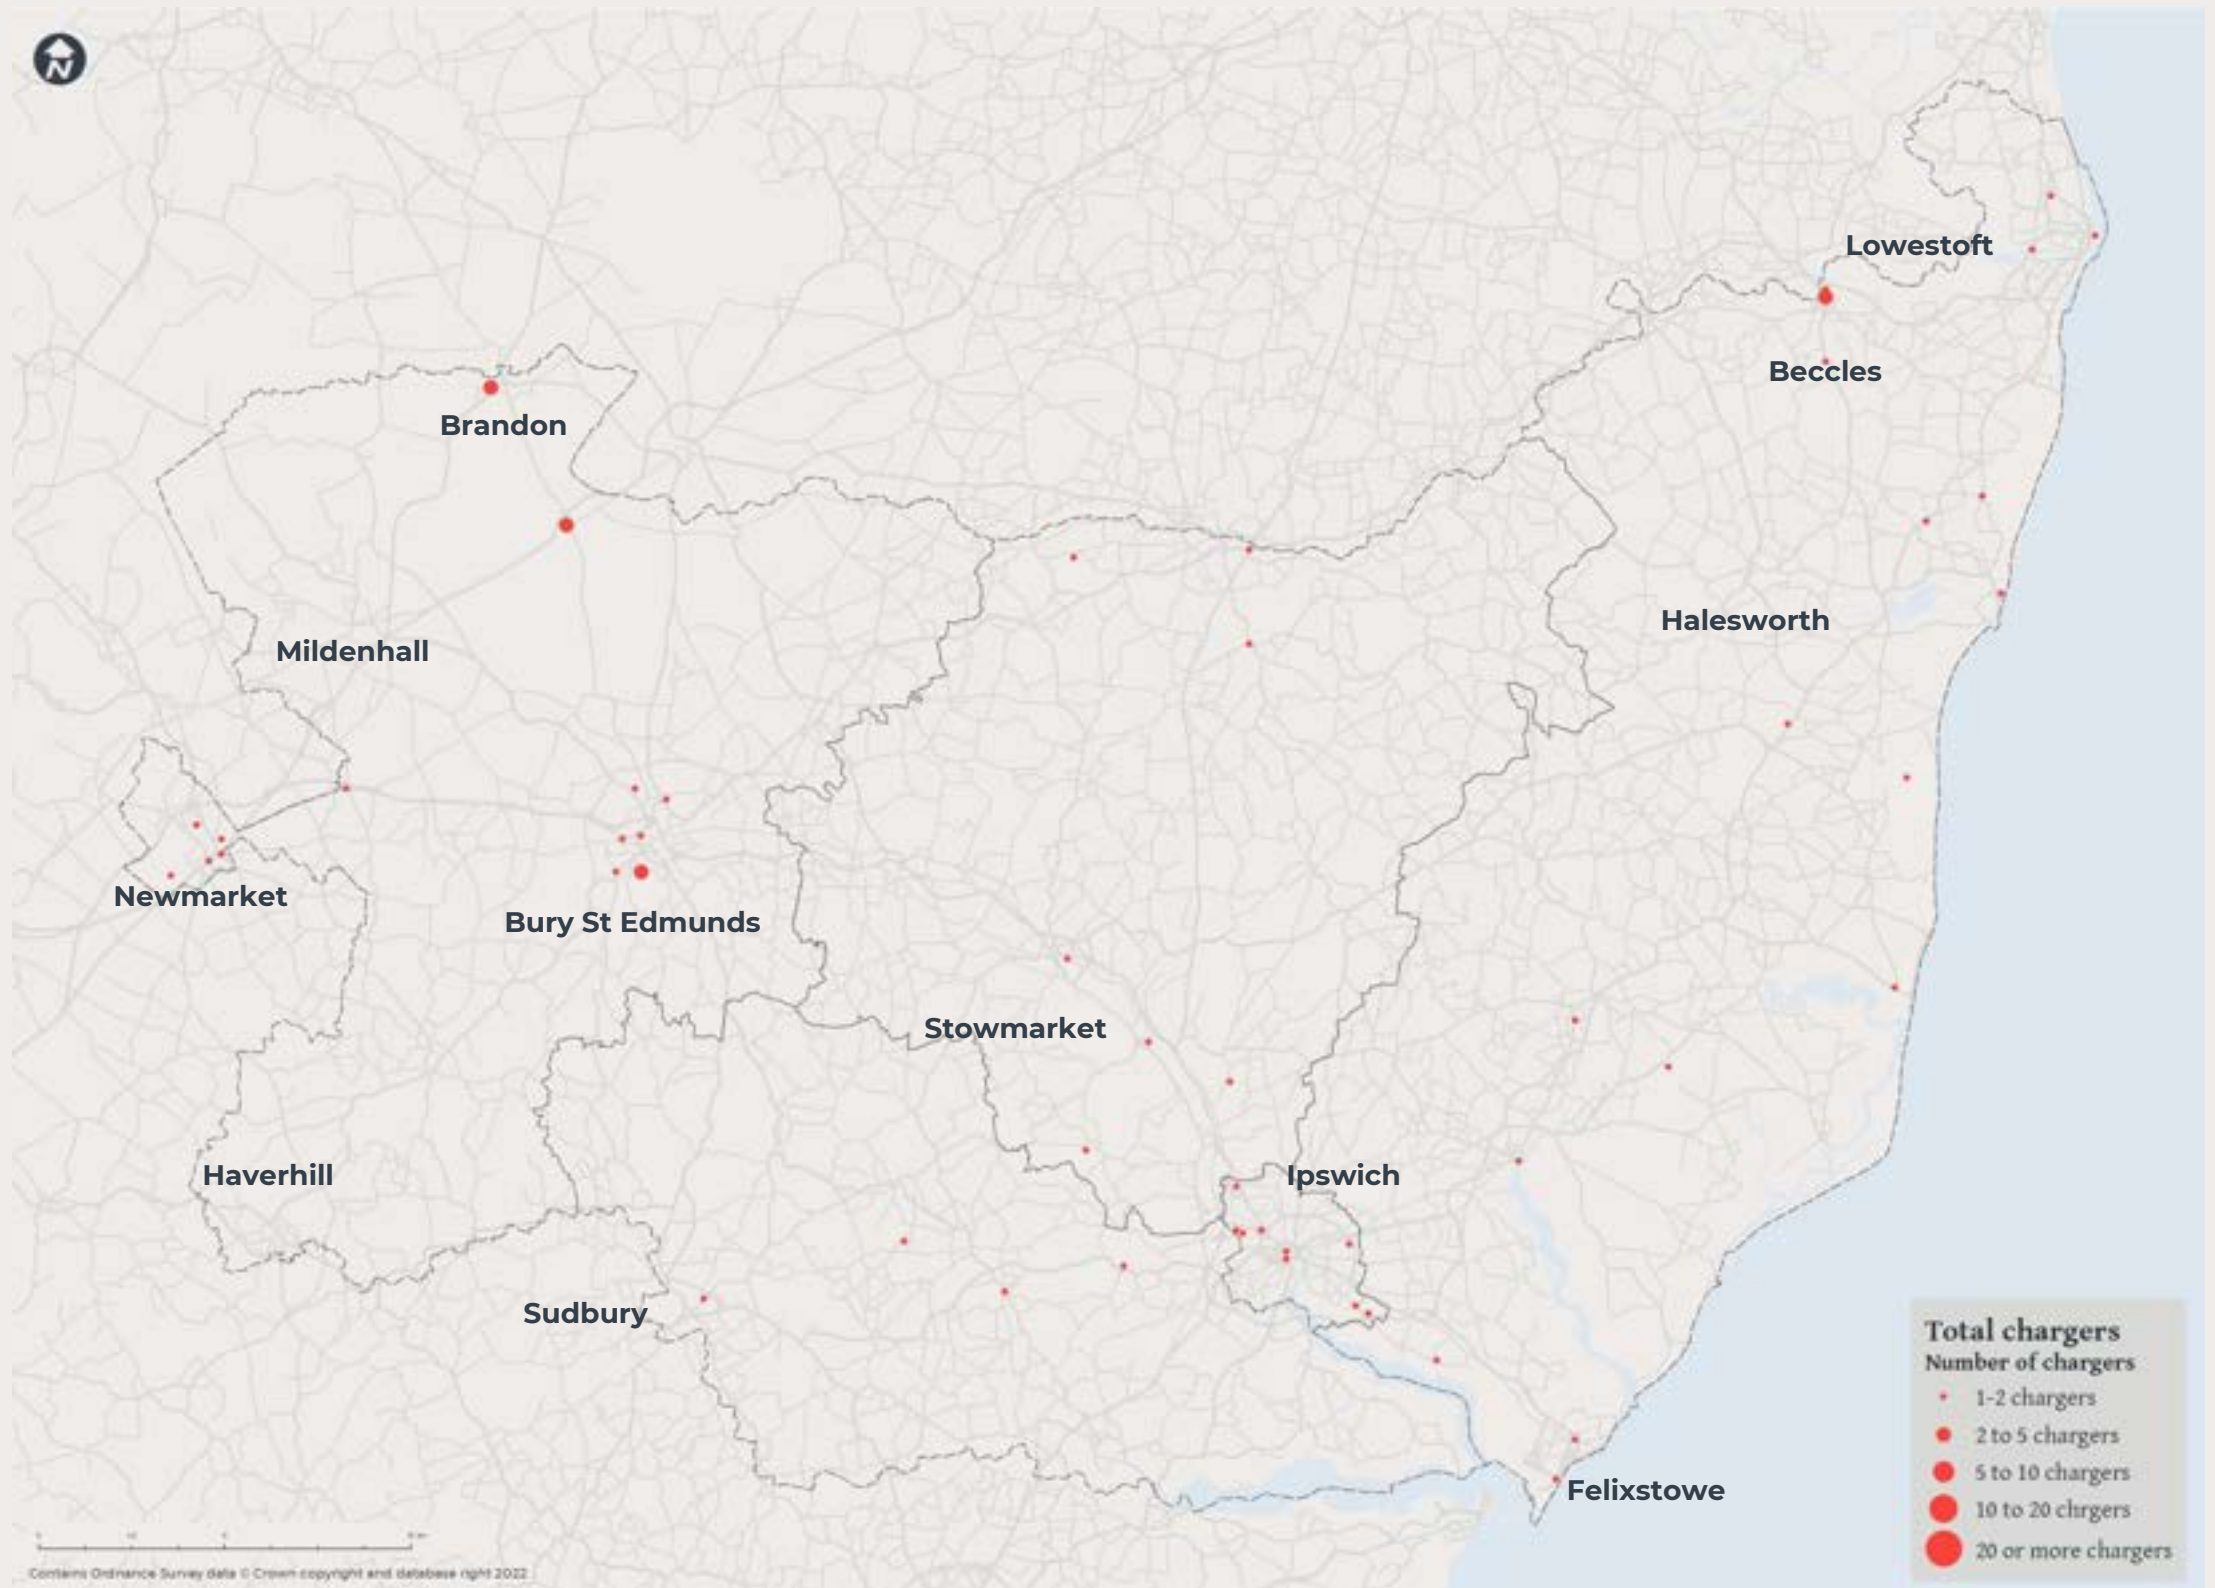 N
Lowestoft
Beccles
Brandon
Halesworth
Mildenhall
Newmarket
Bury St Edmunds
Stowmarket
Haverhill
Ipswich
Sudbury
Felixstowe
Total chargers
Number of chargers
1-2 chargers
2 to 5 chargers
5 to 10 chargers
10 to 20 chrgers
20 or more chargers
Contains Ordnance Survey data © Crown copyright and database right 2022